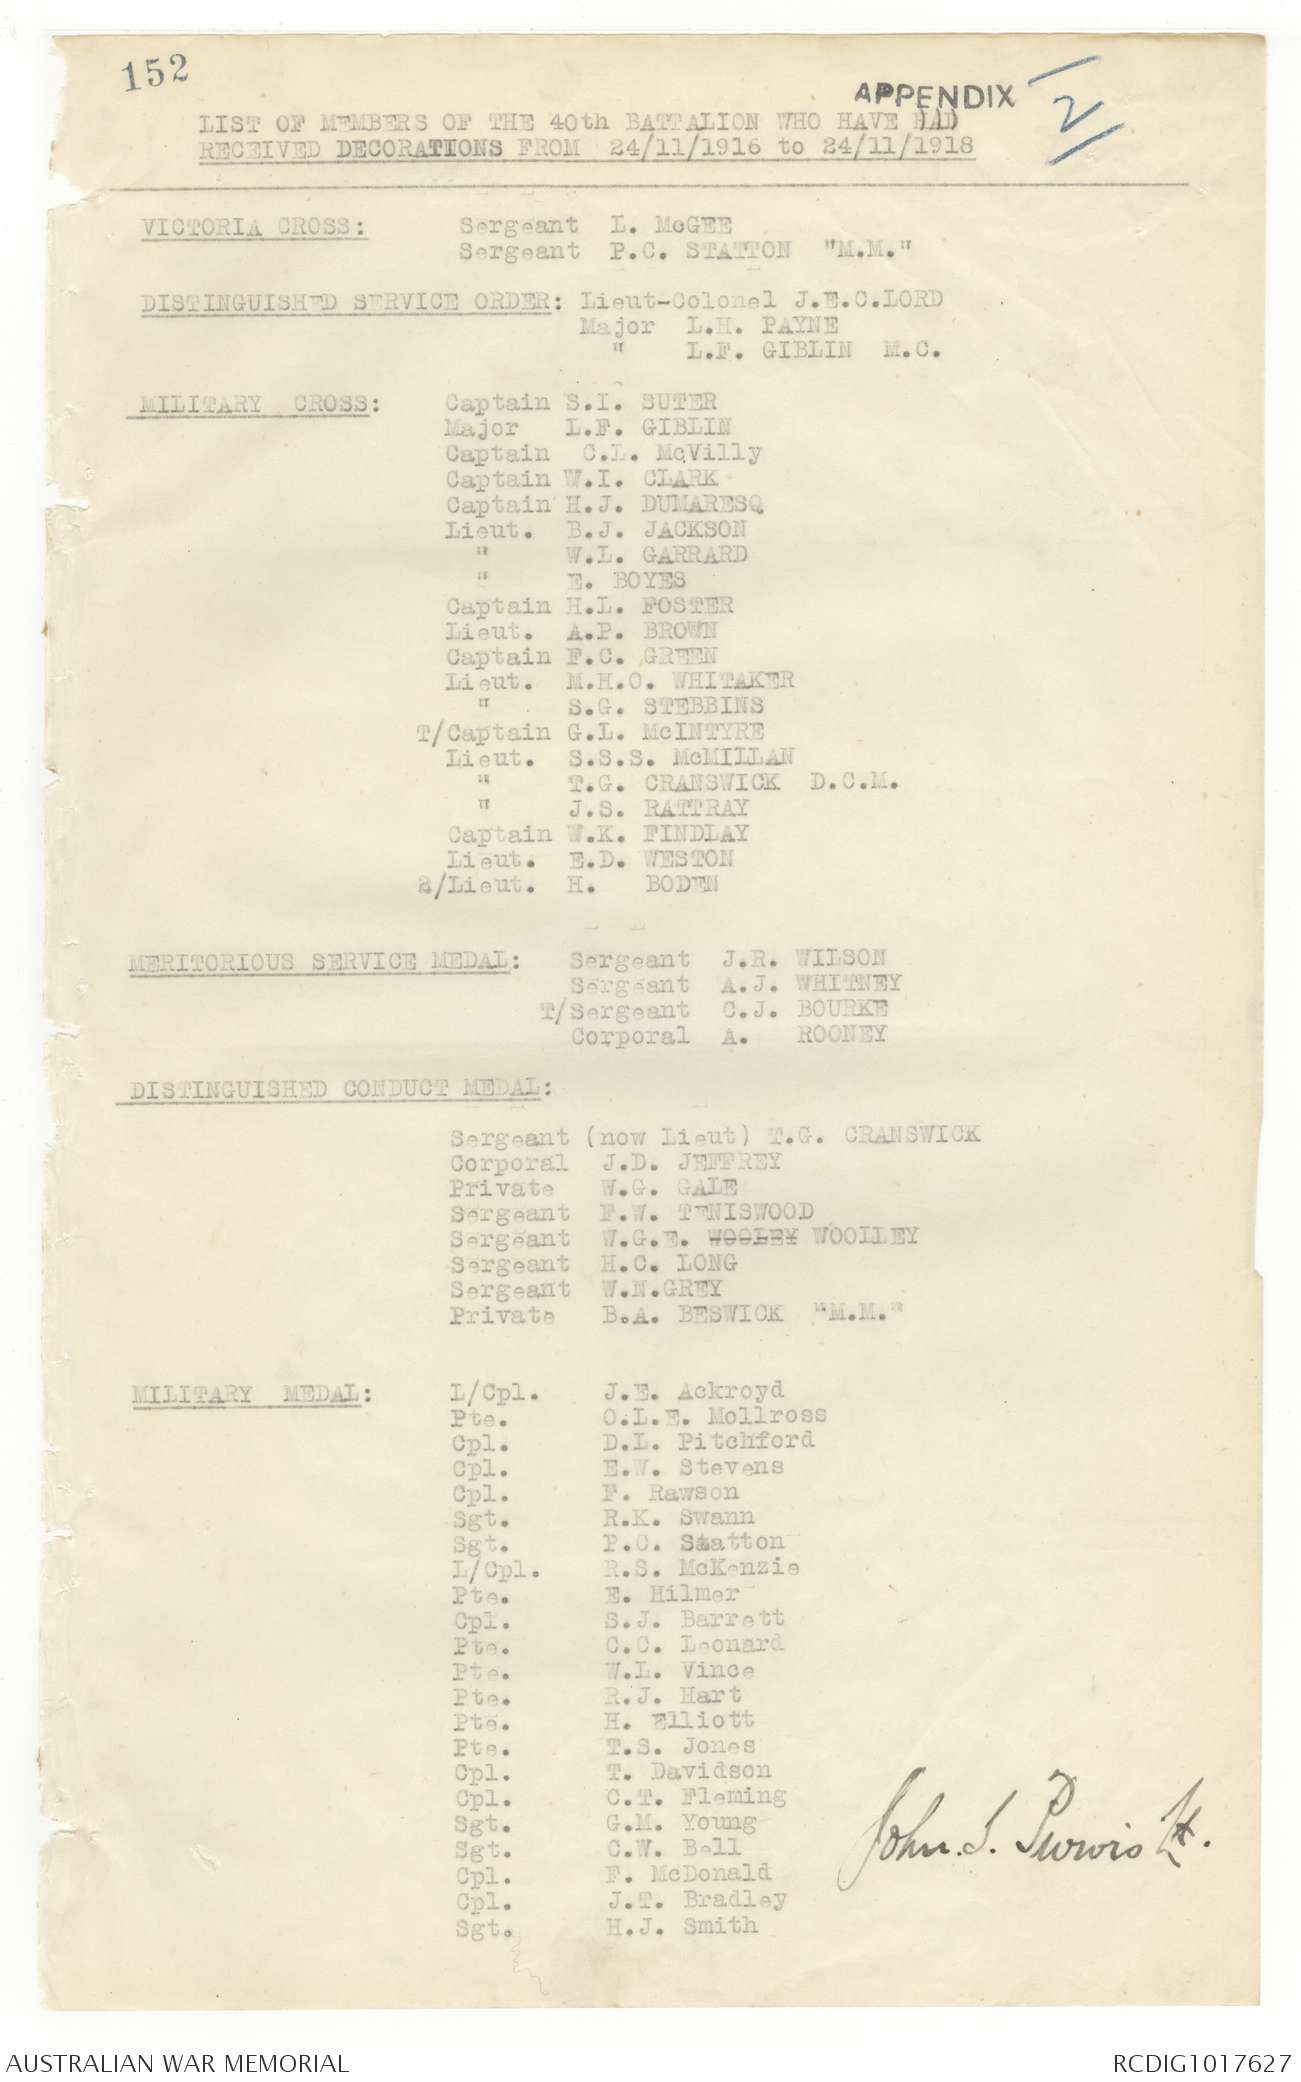 152
APPENDIX 2
LIST OF MEMBERS OF THE 40th BATTALION WHO HAVE HAD
RECEIVED DECORATIONS FROM 24/11/1916 to 24/11/1918
VICTORIA CROSS: Sergeant L. McGEE
Sergeant P.C. STATTON "M.M."
DISTINGUISHED SERVICE ORDER: Lieut-Colonel J.E.C.LORD
Major L.H. PAYNE
" L.F. GIBLIN M.C.
MILITARY CROSS: Captain S.I. SUTER
Major L.F. GIBLIN
Captain C.L. McVilly
Captain W.I. CLARK
Captain H.J. DUMARESQ
Lieut. B.J. JACKSON
" W.L. GARRARD
" E. BOYES
Captain H.L. FOSTER
Lieut. A.P. BROWN
Captain F.C. GREEN
Lieut. M.H.O. WHITAKER
" S.G. STEBBINS
T/Captain G.L. McINTYRE
Lieut. S.S.S. McMILLAN
" T.G. CRANSWICK D.C.M.
" J.S. RATTRAY
Captain W.K. FINDLAY
Lieut. E.D. WESTON
2/Lieut. H. BODEN
MERITORIOUS SERVICE MEDAL: Sergeant J.R. WILSON
Sergeant A.J. WHITNEY
T/Sergeant C.J. BOURKE
Corporal A. ROONEY
DISTINGUISHED CONDUCT MEDAL:
Sergeant (now Lieut) T.G. CRANSWICK
Corporal J.D. JEFFREY
Private W.G. GALE
Sergeant F.W. TENISWOOD
Sergeant W.G.E. WOOLEY WOOLLEY
Sergeant H.C. LONG
Sergeant W.N.GREY
Private B.A. BESWICK "M.M."
MILITARY MEDAL: L/Cpl. J.E. Ackroyd
Pte. O.L.E. Mollross
Cpl. D.L. Pitchford
Cpl. E.W. Stevens
Cpl. F. Rawson
Sgt. R.K. Swann
Sgt. P.C. Statton
L/Cpl. R.S. McKenzie
Pte. E. Hilmer
Cpl. S.J. Barrett
Pte. C.C. Leonard
Pte. W.L. Vince
Pte. R.J. Hart
Pte. H. Elliott
Pte. T.S. Jones
Cpl. T. Davidson
Cpl. C.T. Fleming
Sgt. G.M. Young
Sgt. C.W. Bell
Cpl. F. McDonald
Cpl. J.T. Bradley
Sgt. H.J. Smith
John. S. Purvis Lt.
AUSTRALIAN WAR MEMORIAL
RCDIG1017627